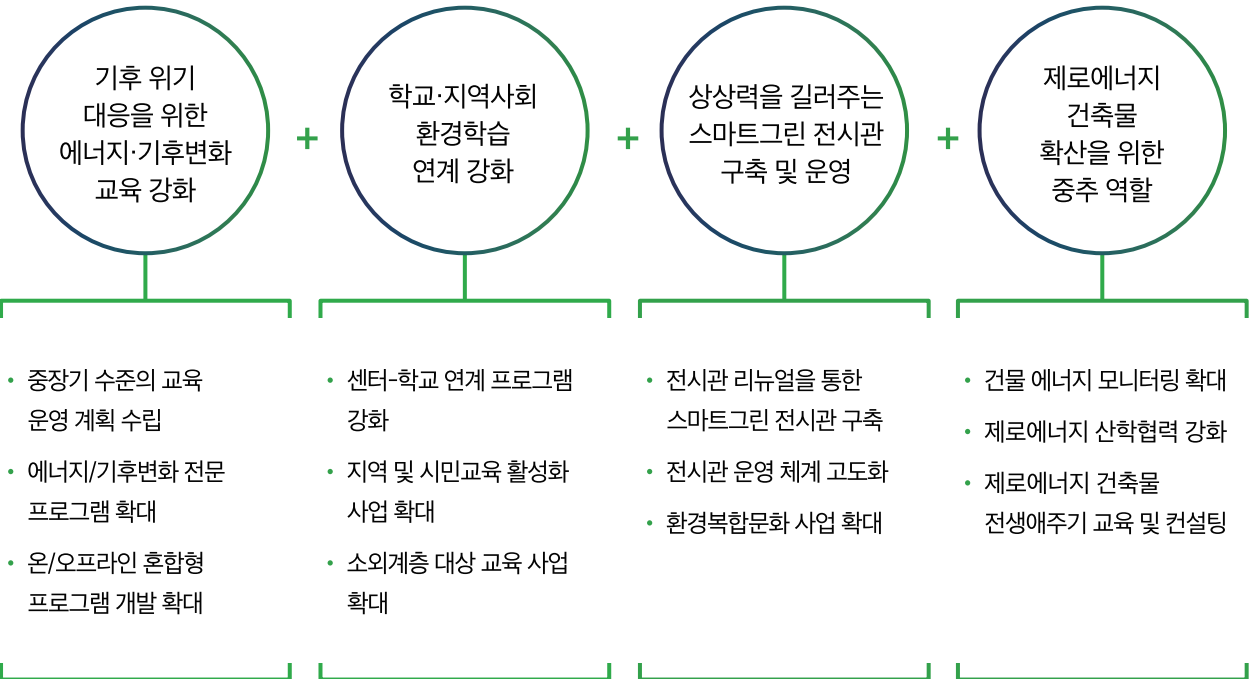 기후 위기
대응을 위한
에너지·기후변화
교육 강화
+
학교·지역사회
환경학습
연계 강화
+
상상력을 길러주는
스마트그린 전시관
구축 및 운영
+
제로에너지
건축물
확산을 위한
중추 역할
• 중장기 수준의 교육
운영 계획 수립
• 에너지/기후변화 전문
프로그램 확대
• 온/오프라인 혼합형
프로그램 개발 확대
• 센터-학교 연계 프로그램
강화
• 지역 및 시민교육 활성화
사업 확대
• 소외계층 대상 교육 사업
확대
• 전시관 리뉴얼을 통한
스마트그린 전시관 구축
• 전시관 운영 체계 고도화
• 환경복합문화 사업 확대
• 건물 에너지 모니터링 확대
• 제로에너지 산학협력 강화
• 제로에너지 건축물
전생애주기 교육 및 컨설팅